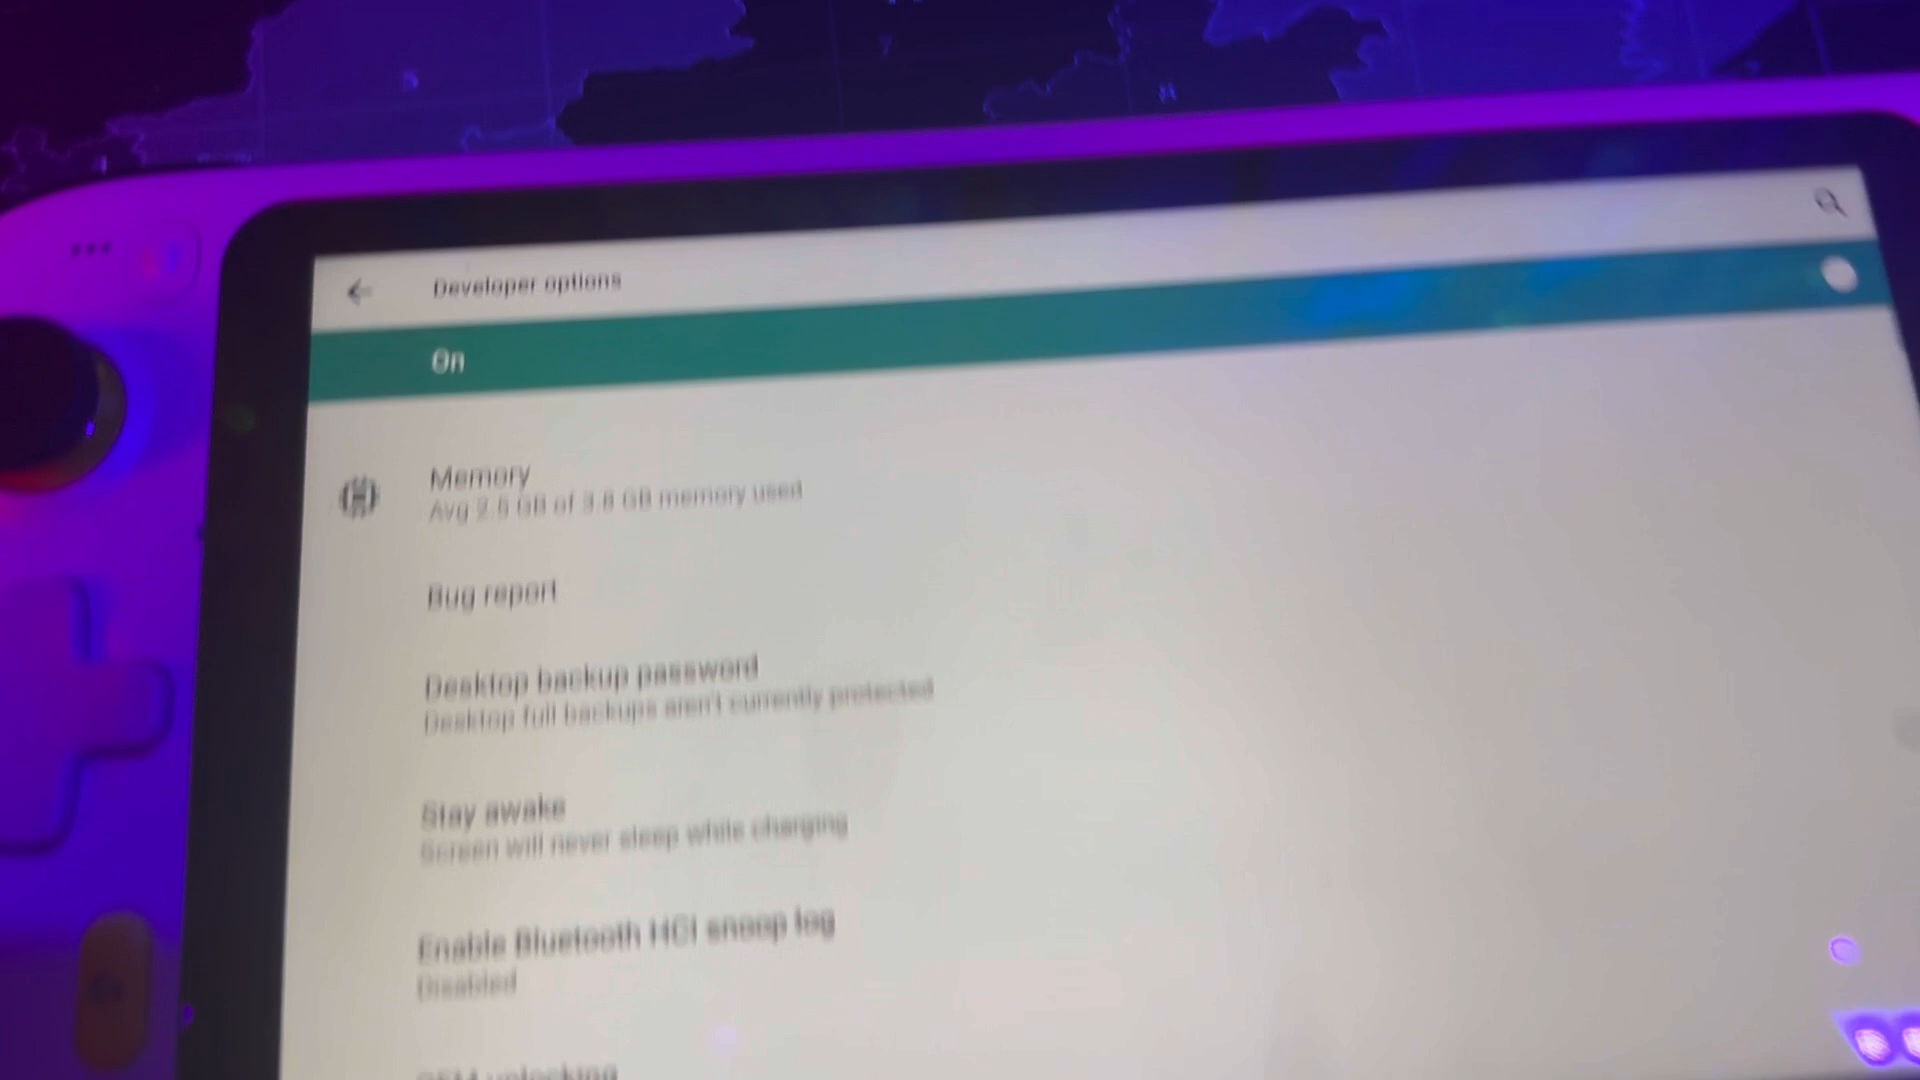 Developer options
On
Memory
Avg 2.5 GB of 3.8 GB memory used
Bug report
Desktop backup password
Desktop full backups aren't currently protected
Stay awake
Screen will never sleep while charging
Enable Bluetooth HCI snoop log
Disabled
OEM unlocking